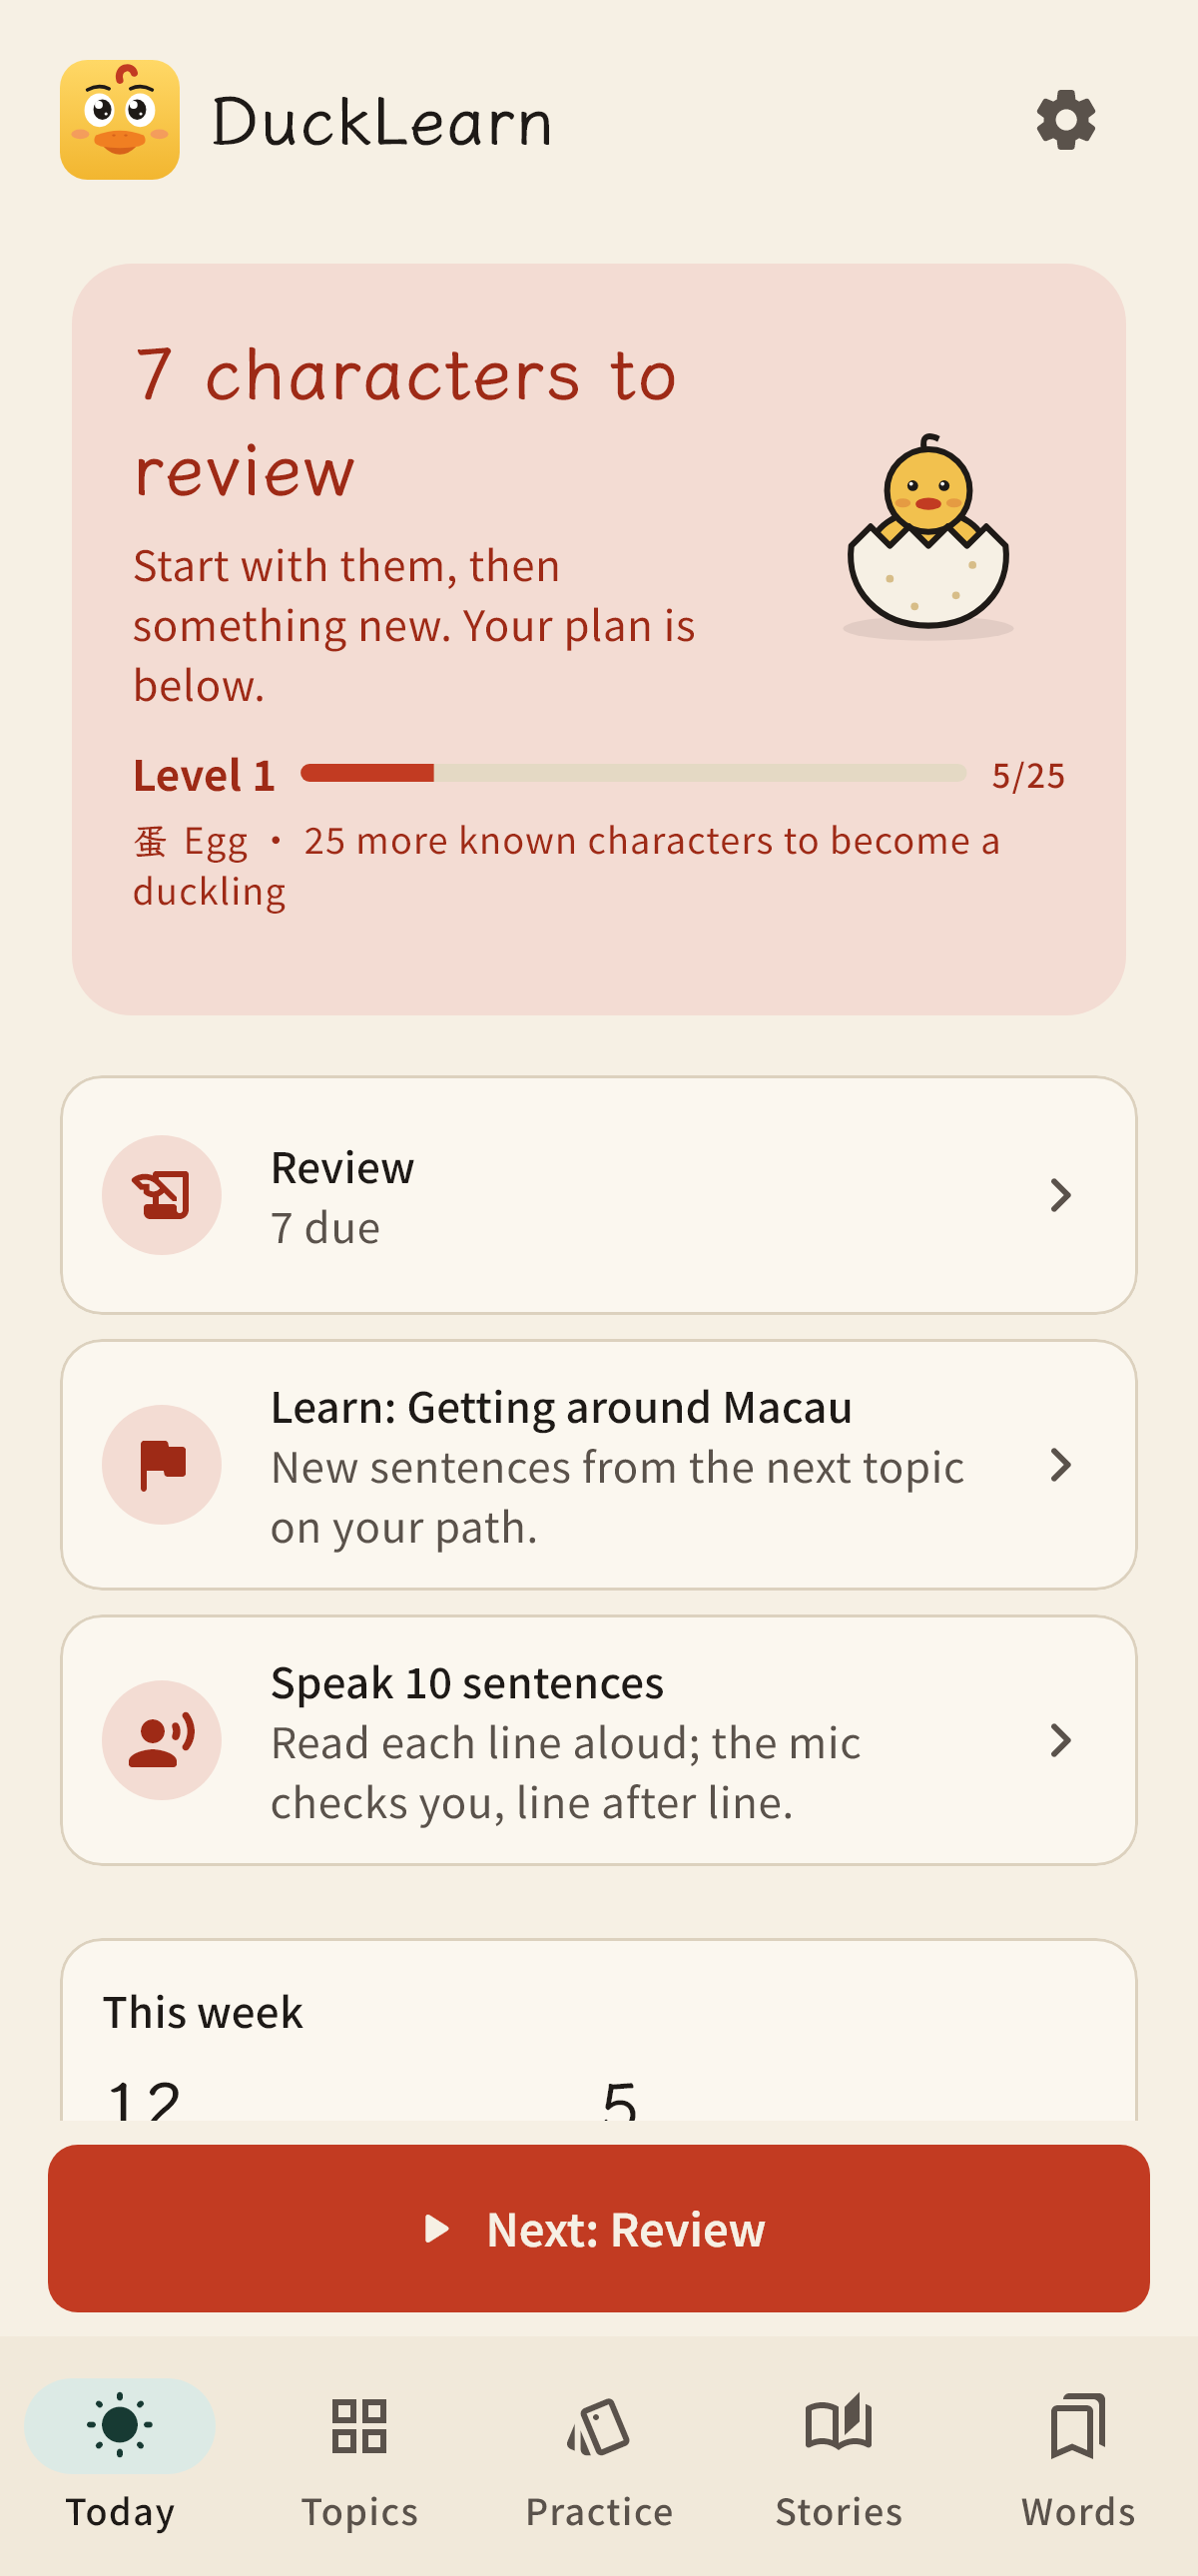 DuckLearn
7 characters to
review
Start with them, then
something new. Your plan is
below.
Level 1 5/25
蛋 Egg · 25 more known characters to become a
duckling
Review
7 due
Learn: Getting around Macau
New sentences from the next topic
on your path.
Speak 10 sentences
Read each line aloud; the mic
checks you, line after line.
This week
12 5
Next: Review
Today Topics Practice Stories Words